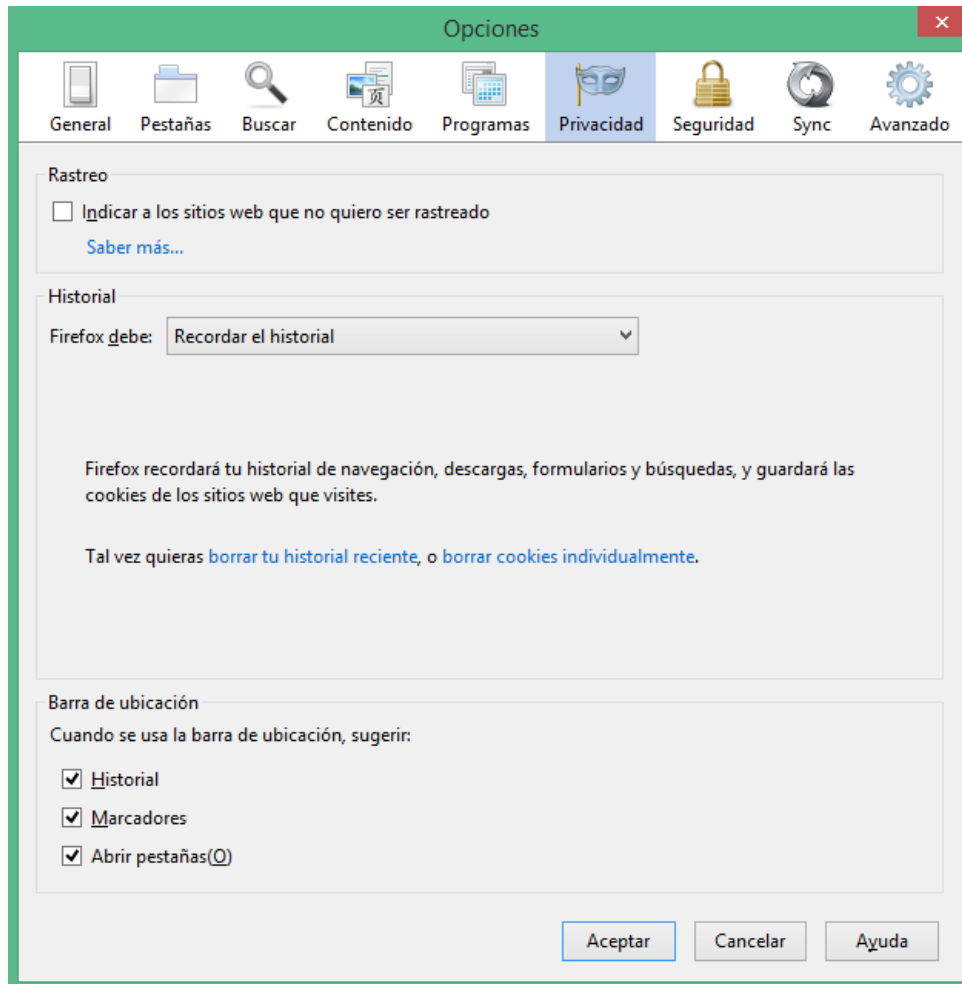 Opciones
General Pestañas Buscar Contenido Programas Privacidad Seguridad Sync Avanzado
Rastreo
Indicar a los sitios web que no quiero ser rastreado
Saber más...
Historial
Firefox debe: Recordar el historial
Firefox recordará tu historial de navegación, descargas, formularios y búsquedas, y guardará las
cookies de los sitios web que visites.
Tal vez quieras borrar tu historial reciente, o borrar cookies individualmente.
Barra de ubicación
Cuando se usa la barra de ubicación, sugerir:
Historial
Marcadores
Abrir pestañas(O)
Aceptar Cancelar Ayuda